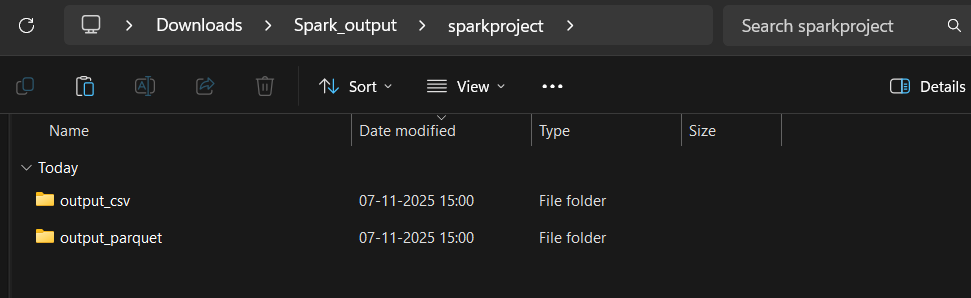 Downloads Spark_output sparkproject Search sparkproject
Sort View Details
Name Date modified Type Size
Today
output_csv 07-11-2025 15:00 File folder
output_parquet 07-11-2025 15:00 File folder